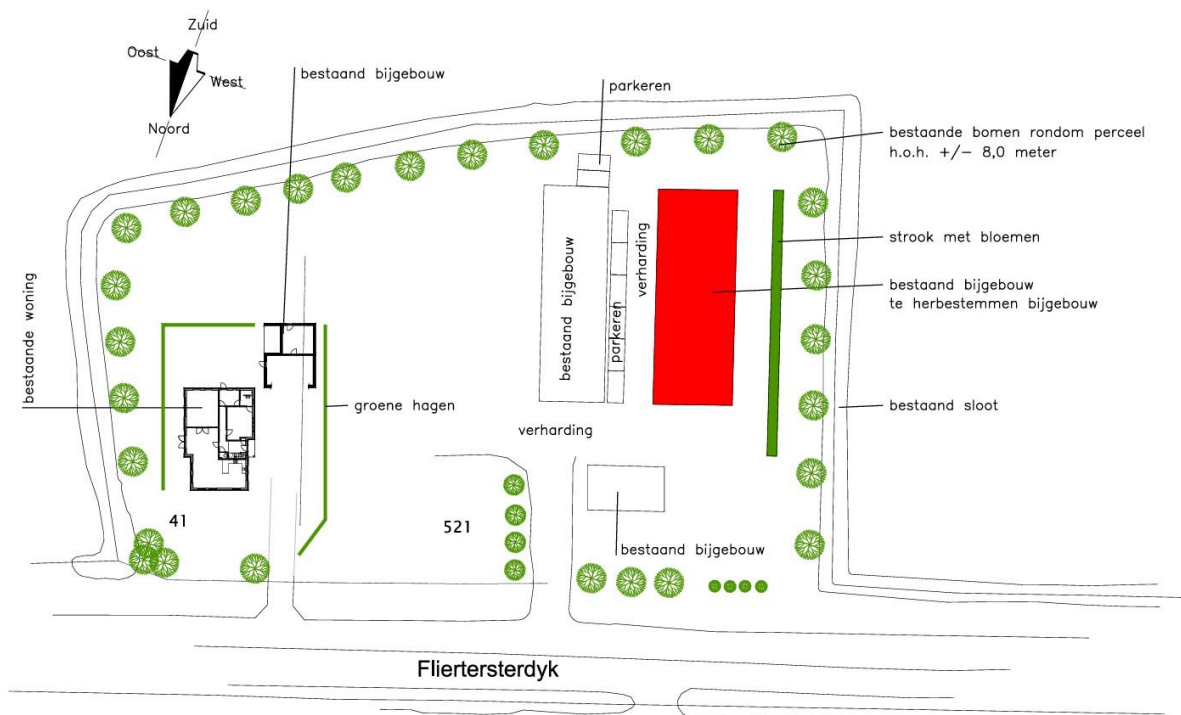 Zuid
Oost
West
Noord
bestaand bijgebouw
parkeren
bestaande bomen rondom perceel
h.o.h. +/- 8,0 meter
strook met bloemen
bestaand bijgebouw
te herbestemmen bijgebouw
bestaand sloot
bestaand bijgebouw
parkeren
verharding
bestaande woning
groene hagen
verharding
41
521
bestaand bijgebouw
Fliertersterdyk